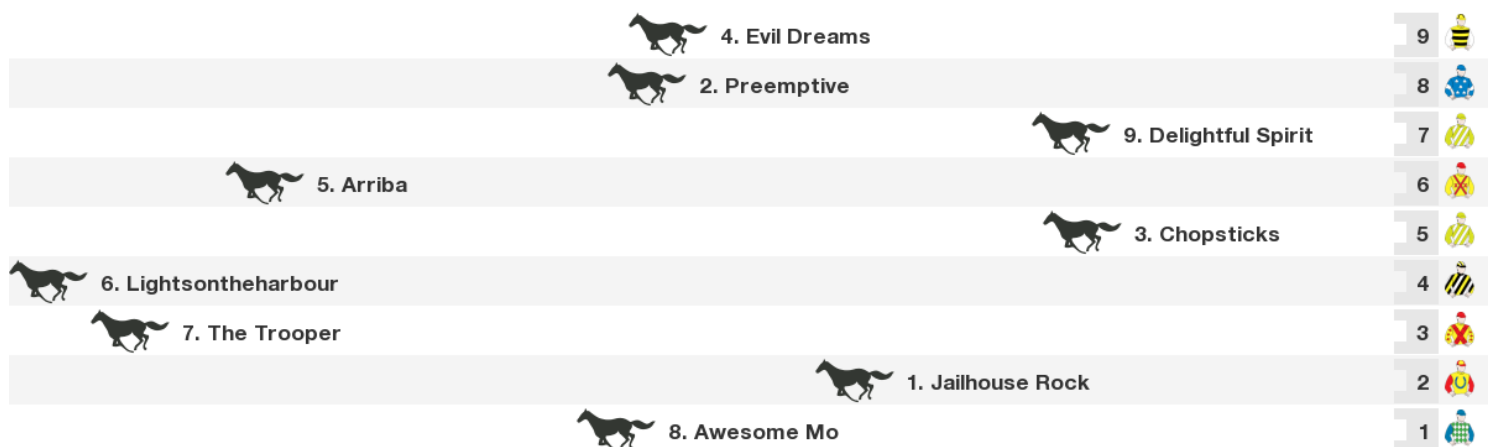 4. Evil Dreams 9
2. Preemptive 8
9. Delightful Spirit 7
5. Arriba 6
3. Chopsticks 5
6. Lightsontheharbour 4
7. The Trooper 3
1. Jailhouse Rock 2
8. Awesome Mo 1